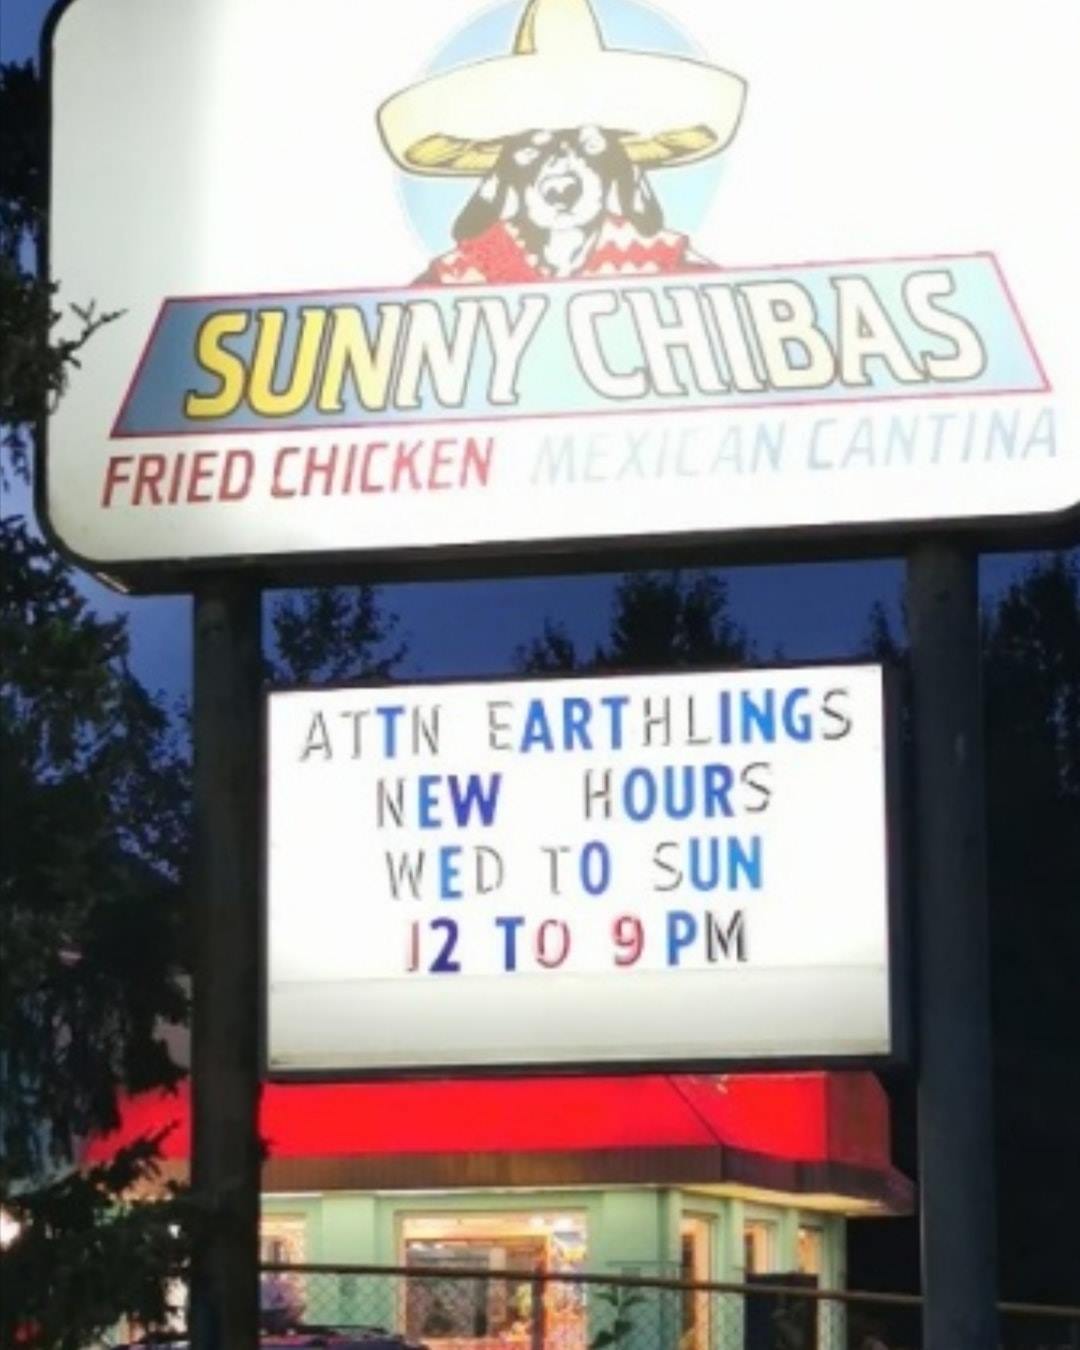 SUNNY CHIBAS
FRIED CHICKEN MEXICAN CANTINA
ATTN EARTHLINGS
NEW HOURS
WED TO SUN
12 TO 9 PM